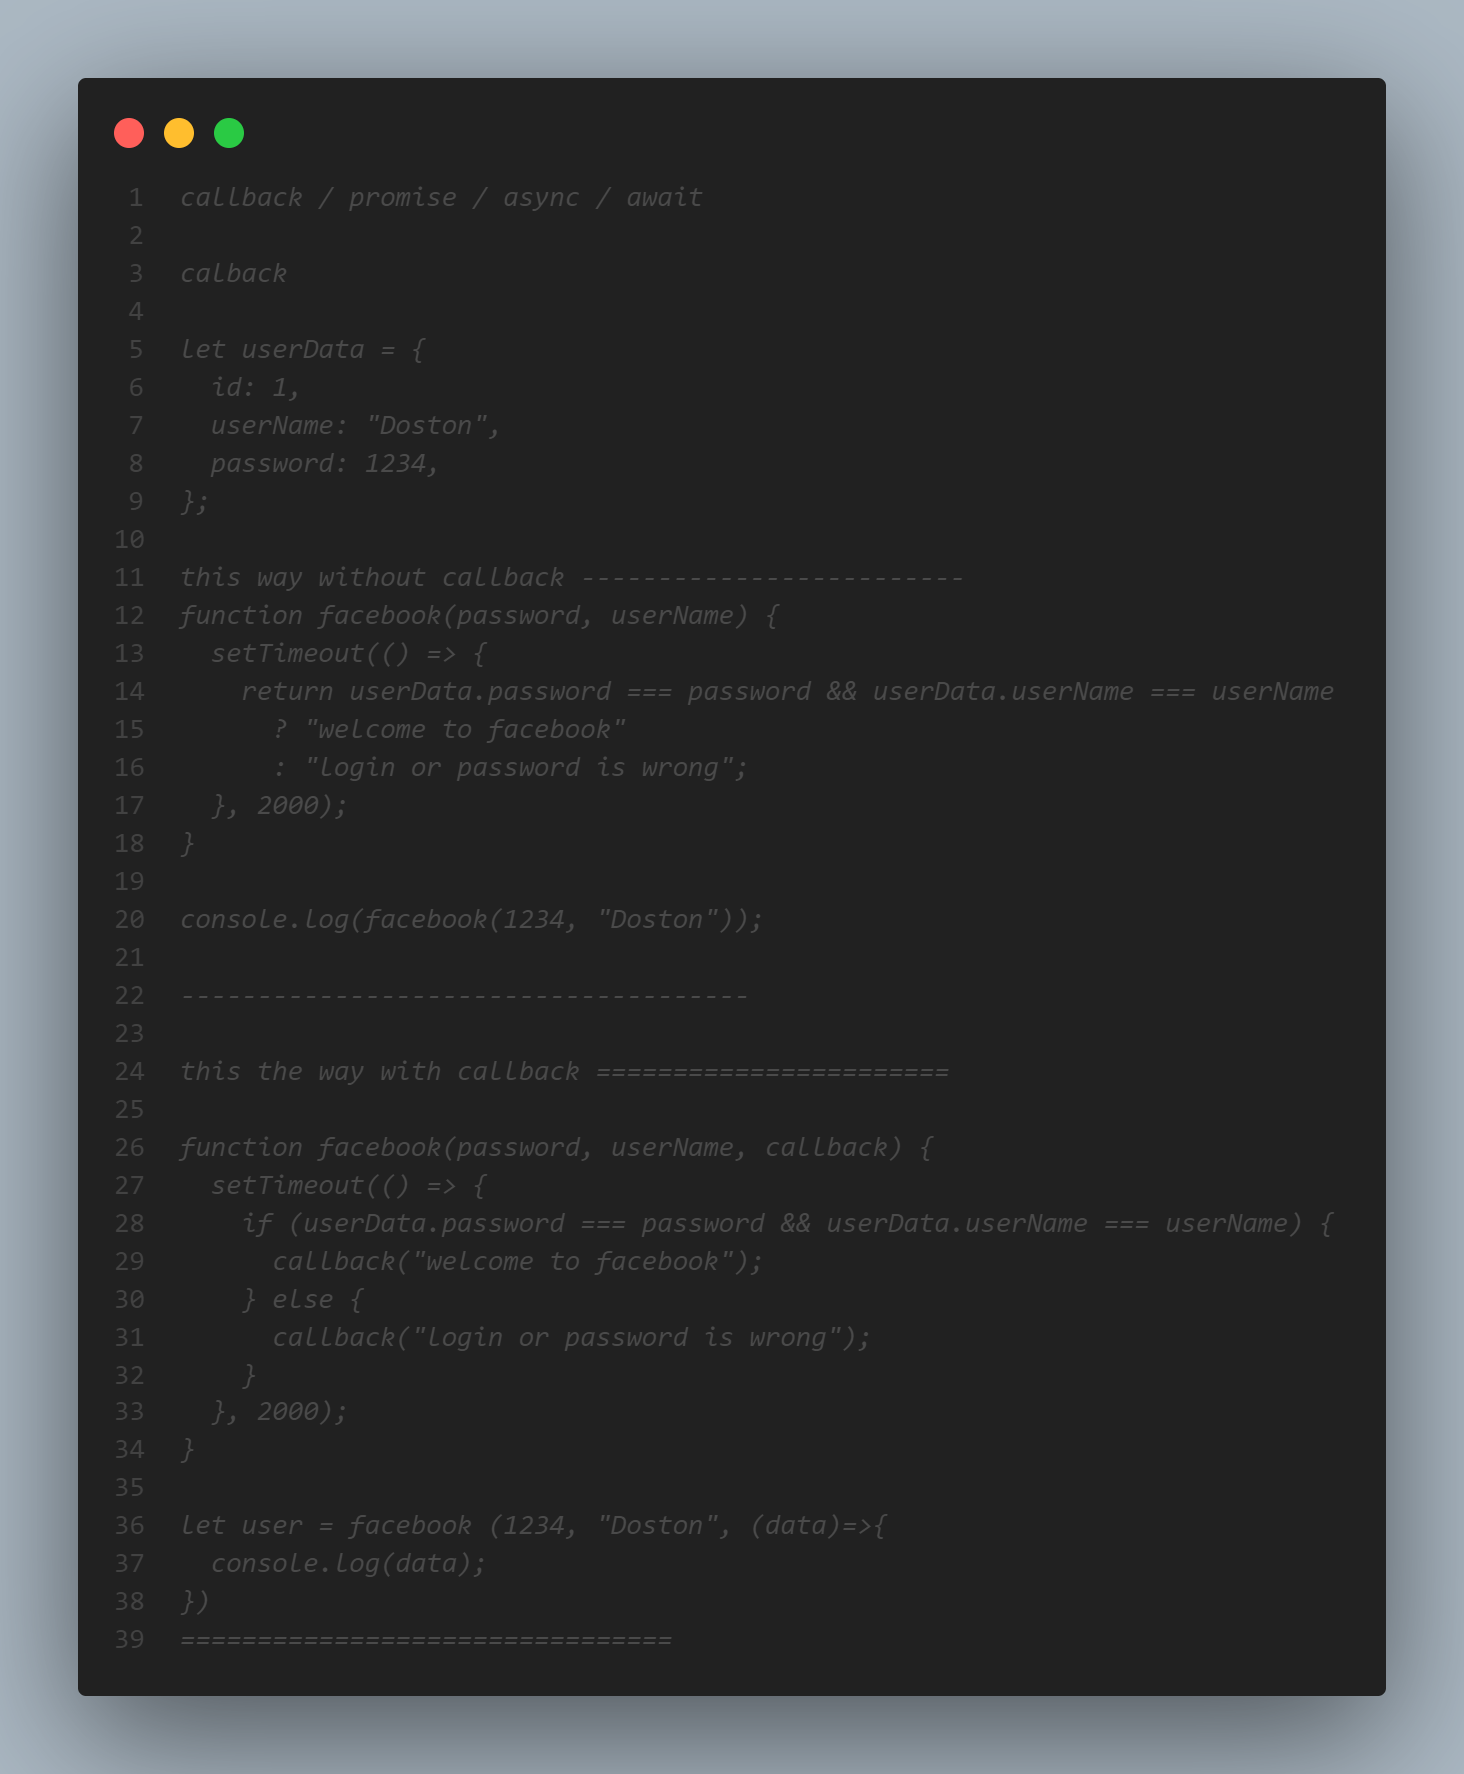 1 callback / promise / async / await
2
3 calback
4
5 let userData = {
6   id: 1,
7   userName: "Doston",
8   password: 1234,
9 };
10
11 this way without callback -------------------------
12 function facebook(password, userName) {
13   setTimeout(() => {
14     return userData.password === password && userData.userName === userName
15       ? "welcome to facebook"
16       : "login or password is wrong";
17   }, 2000);
18 }
19
20 console.log(facebook(1234, "Doston"));
21
22 -------------------------------------
23
24 this the way with callback =======================
25
26 function facebook(password, userName, callback) {
27   setTimeout(() => {
28     if (userData.password === password && userData.userName === userName) {
29       callback("welcome to facebook");
30     } else {
31       callback("login or password is wrong");
32     }
33   }, 2000);
34 }
35
36 let user = facebook (1234, "Doston", (data)=>{
37   console.log(data);
38 })
39 ================================